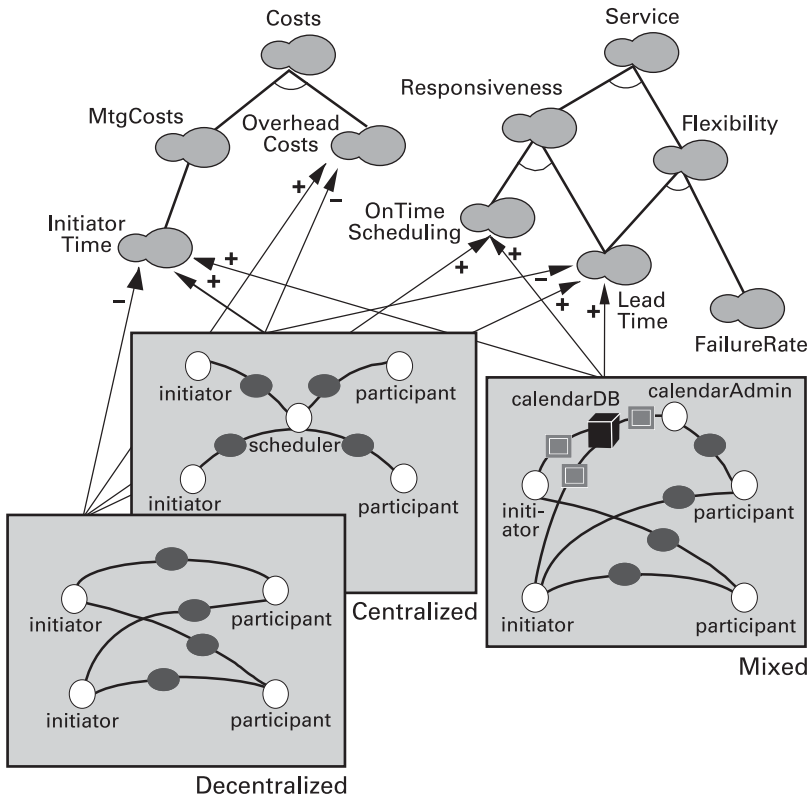 Costs
Service
MtgCosts
Overhead
Costs
Responsiveness
Flexibility
Initiator
Time
OnTime
Scheduling
Lead
Time
FailureRate
+
−
−
+
+
+
+
−
+
+
initiator
participant
scheduler
initiator
participant
Centralized
calendarDB
calendarAdmin
initi-
ator
participant
initiator
participant
Mixed
initiator
participant
initiator
participant
Decentralized